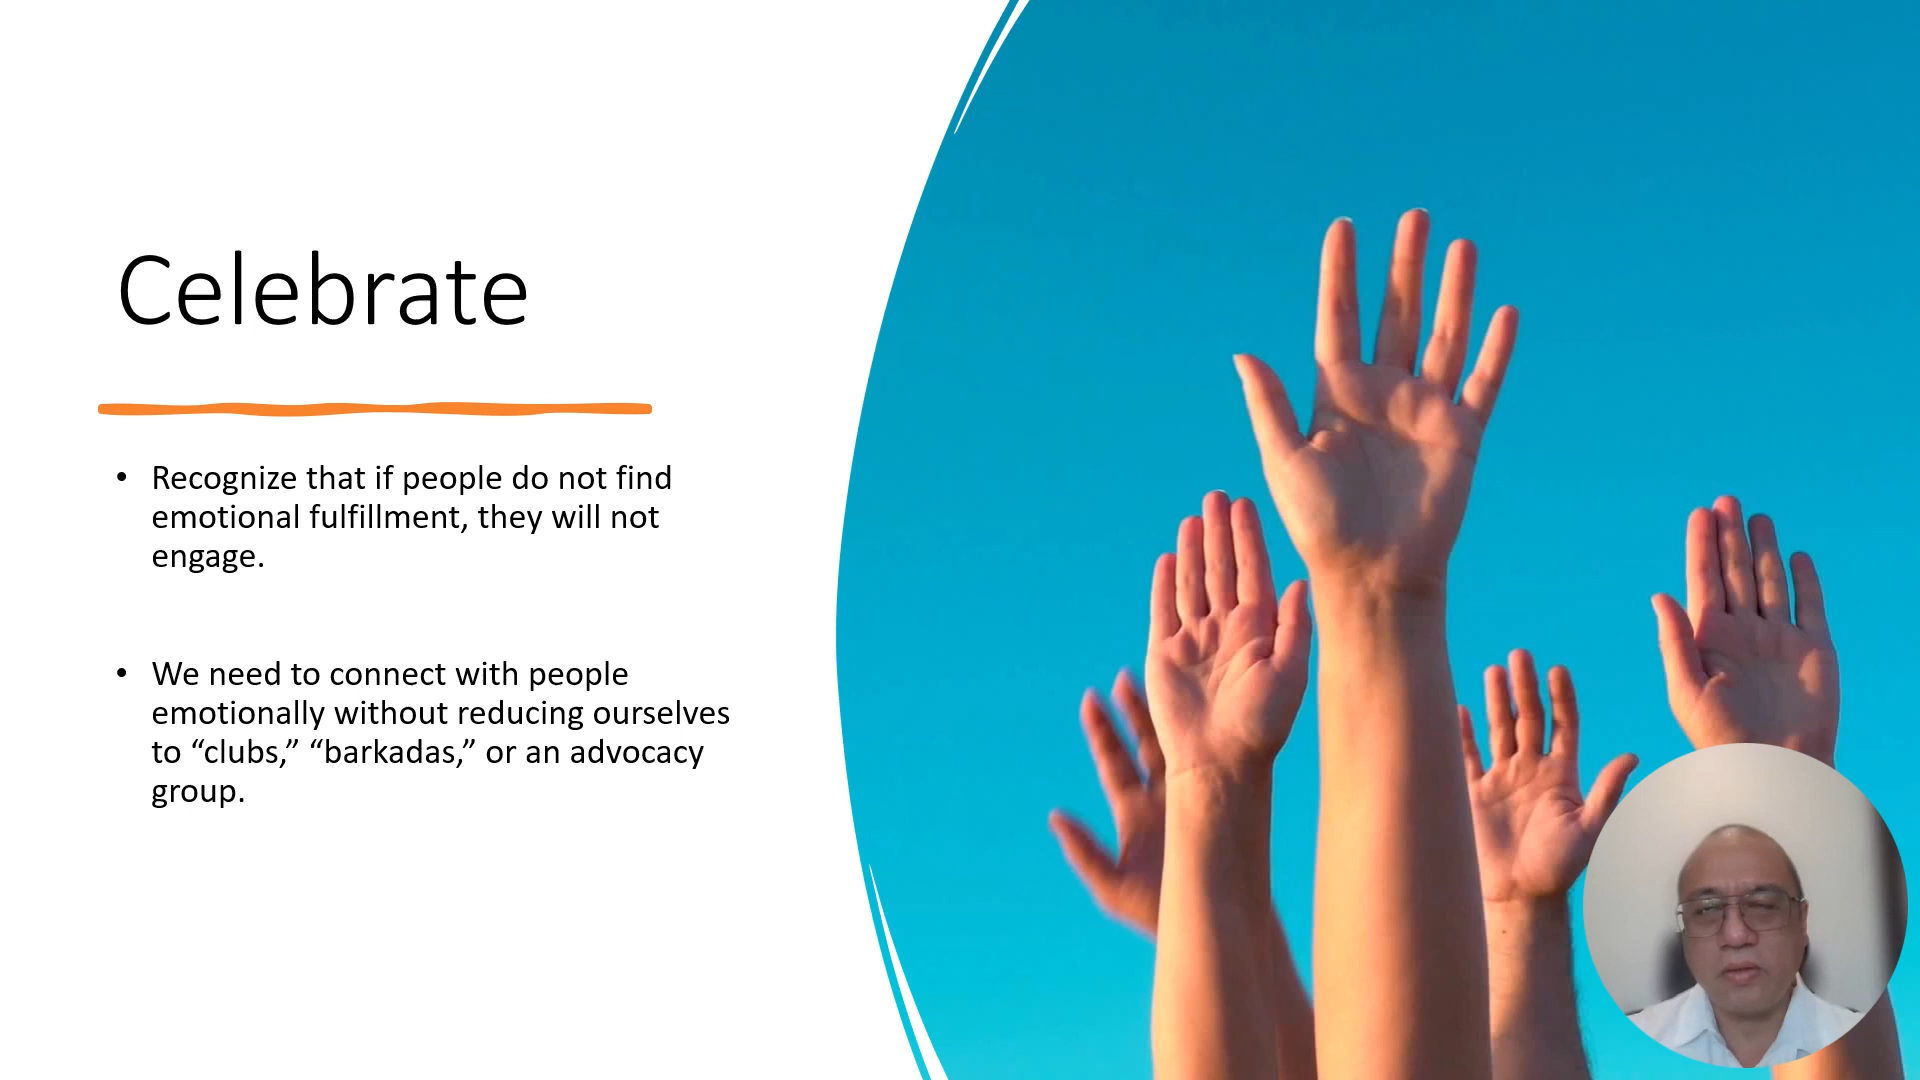 Celebrate
• Recognize that if people do not find
emotional fulfillment, they will not
engage.
• We need to connect with people
emotionally without reducing ourselves
to “clubs,” “barkadas,” or an advocacy
group.